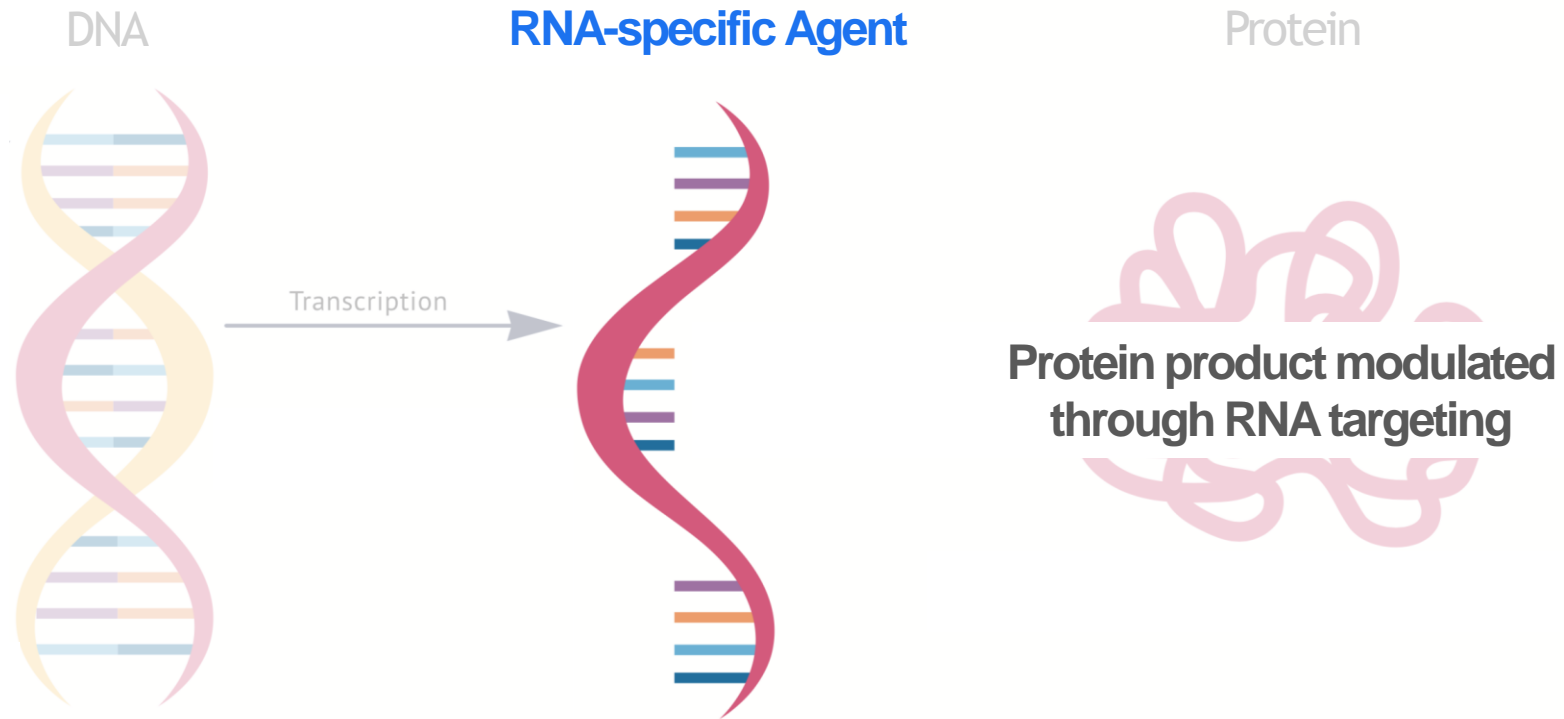 DNA
RNA-specific Agent
Protein
Transcription
Protein product modulated
through RNA targeting